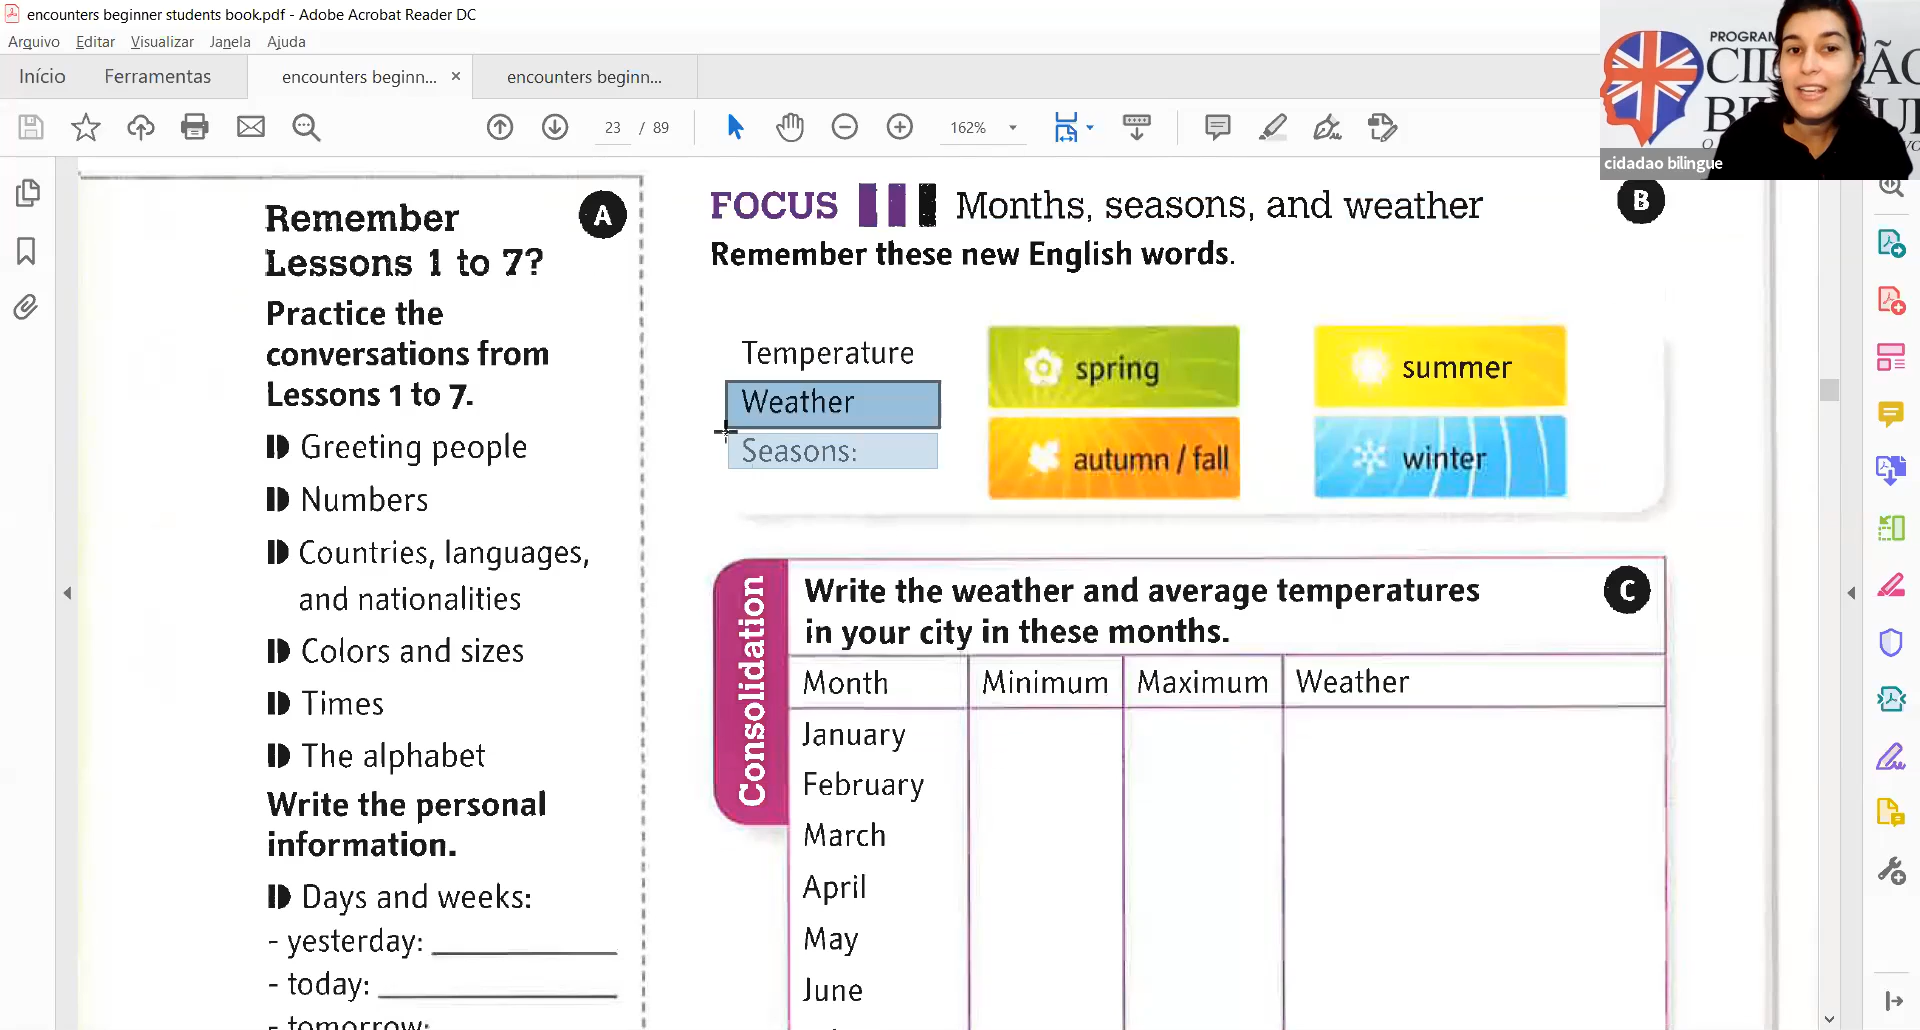 encounters beginner students book.pdf - Adobe Acrobat Reader DC
Arquivo Editar Visualizar Janela Ajuda
Início Ferramentas encounters beginn... × encounters beginn...
23 / 89 162%
PROGRAM
cidadao bilingue
Remember A
Lessons 1 to 7?
Practice the
conversations from
Lessons 1 to 7.
Greeting people
Numbers
Countries, languages,
and nationalities
Colors and sizes
Times
The alphabet
Write the personal
information.
Days and weeks:
- yesterday:
- today:
- tomorrow:
FOCUS Months, seasons, and weather B
Remember these new English words.
Temperature
Weather
Seasons:
spring
summer
autumn / fall
winter
Consolidation
Write the weather and average temperatures C
in your city in these months.
Month Minimum Maximum Weather
January
February
March
April
May
June